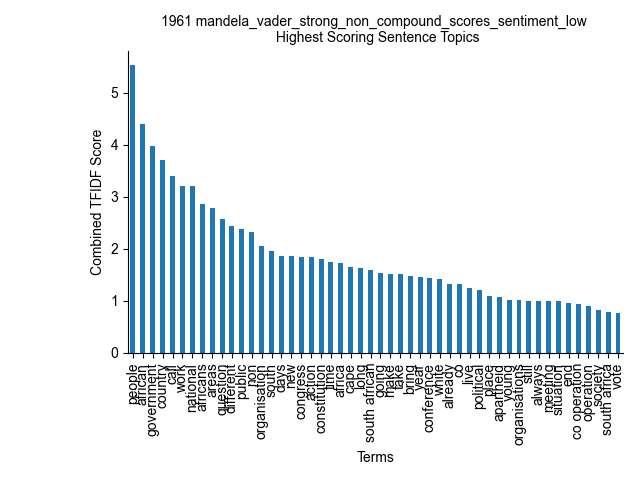 1961 mandela_vader_strong_non_compound_scores_sentiment_low
Highest Scoring Sentence Topics
Combined TFIDF Score
5
4
3
2
1
0
people
african
government
country
call
work
national
africans
areas
question
different
public
non
organisation
south
days
new
congress
action
constitution
time
africa
cape
long
south african
going
make
take
bring
year
conference
white
already
co
live
political
place
apartheid
young
organisations
still
always
meeting
situation
end
co operation
operation
society
south africa
vote
Terms